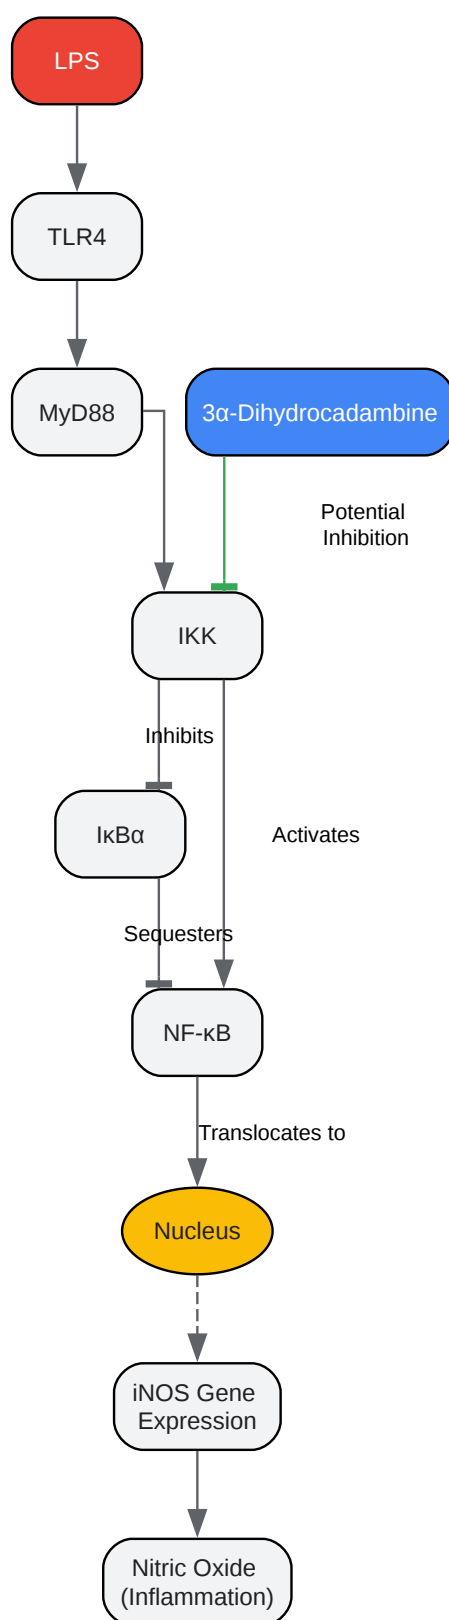 LPS
TLR4
MyD88
3α-Dihydrocadambine
Potential
Inhibition
IKK
Inhibits
IκBα
Activates
Sequesters
NF-κB
Translocates to
Nucleus
iNOS Gene
Expression
Nitric Oxide
(Inflammation)